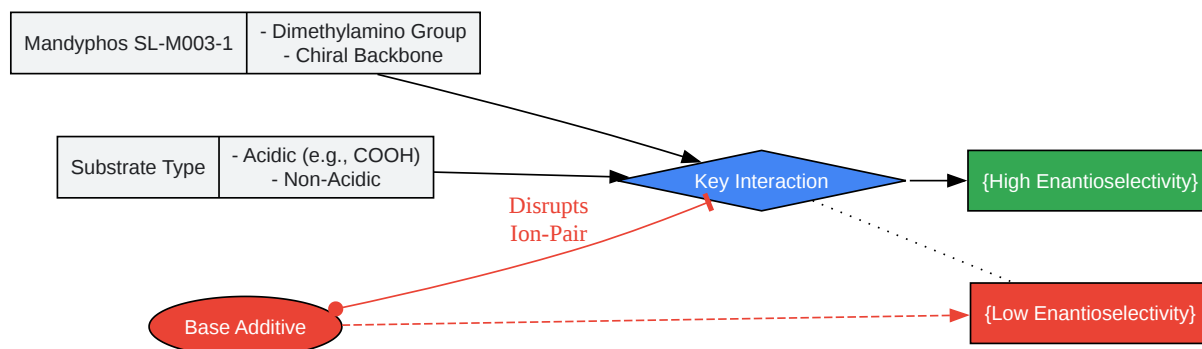 Mandyphos SL-M003-1
- Dimethylamino Group
- Chiral Backbone
Substrate Type
- Acidic (e.g., COOH)
- Non-Acidic
Key Interaction
{High Enantioselectivity}
Disrupts
Ion-Pair
Base Additive
{Low Enantioselectivity}